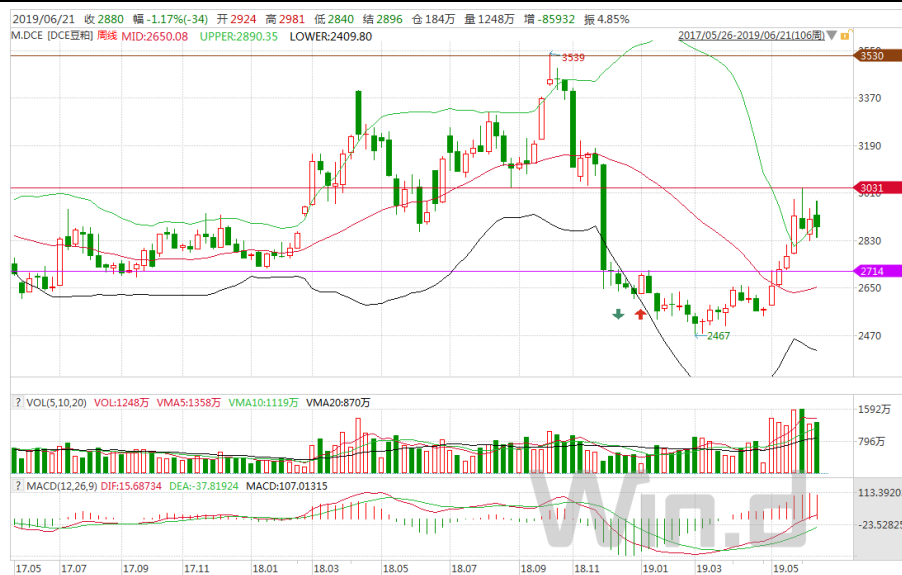 2019/06/21 收 2880 幅 -1.17%(-34) 开 2924 高 2981 低 2840 结 2896 仓 184万 量 1248万 增 -85932 振 4.85%
M.DCE [DCE豆粕] 周线 MID:2650.08 UPPER:2890.35 LOWER:2409.80 2017/05/26-2019/06/21(106周)
3530
3539
3370
3190
3031
3010
2830
2714
2650
2470
2467
? VOL(5,10,20) VOL:1248万 VMA5:1358万 VMA10:1119万 VMA20:870万
1592万
796万
? MACD(12,26,9) DIF:15.68734 DEA:-37.81924 MACD:107.01315
113.3920
-23.52825
Win.d
17.05 17.07 17.09 17.11 18.01 18.03 18.05 18.07 18.09 18.11 19.01 19.03 19.05